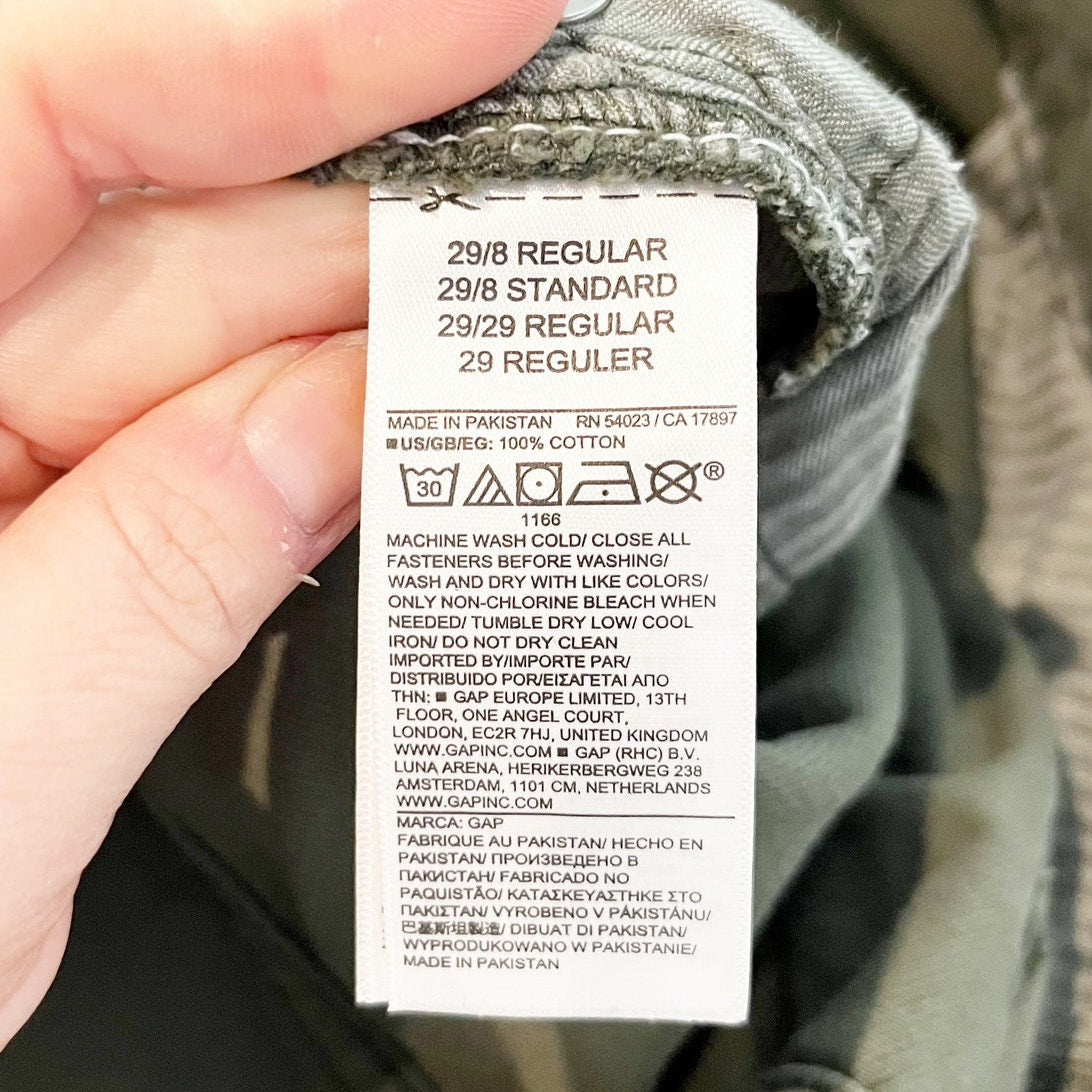 29/8 REGULAR
29/8 STANDARD
29/29 REGULAR
29 REGULER
MADE IN PAKISTAN RN 54023 / CA 17897
US/GB/EG: 100% COTTON
30 ®
1166
MACHINE WASH COLD/ CLOSE ALL
FASTENERS BEFORE WASHING/
WASH AND DRY WITH LIKE COLORS/
ONLY NON-CHLORINE BLEACH WHEN
NEEDED/ TUMBLE DRY LOW/ COOL
IRON/ DO NOT DRY CLEAN
IMPORTED BY/IMPORTE PAR/
DISTRIBUIDO POR/ΕΙΣΑΓΕΤΑΙ ΑΠΟ
ΤΗΝ: ■ GAP EUROPE LIMITED, 13TH
FLOOR, ONE ANGEL COURT,
LONDON, EC2R 7HJ, UNITED KINGDOM
WWW.GAPINC.COM ■ GAP (RHC) B.V.
LUNA ARENA, HERIKERBERGWEG 238
AMSTERDAM, 1101 CM, NETHERLANDS
WWW.GAPINC.COM
MARCA: GAP
FABRIQUE AU PAKISTAN/ HECHO EN
PAKISTAN/ ПРОИЗВЕДЕНО В
ПАКИСТАН/ FABRICADO NO
PAQUISTÃO/ ΚΑΤΑΣΚΕΥΑΣΤΗΚΕ ΣΤΟ
ΠΑΚΙΣΤΑΝ/ VYROBENO V PÁKISTÁNU/
巴基斯坦製造/ DIBUAT DI PAKISTAN/
WYPRODUKOWANO W PAKISTANIE/
MADE IN PAKISTAN